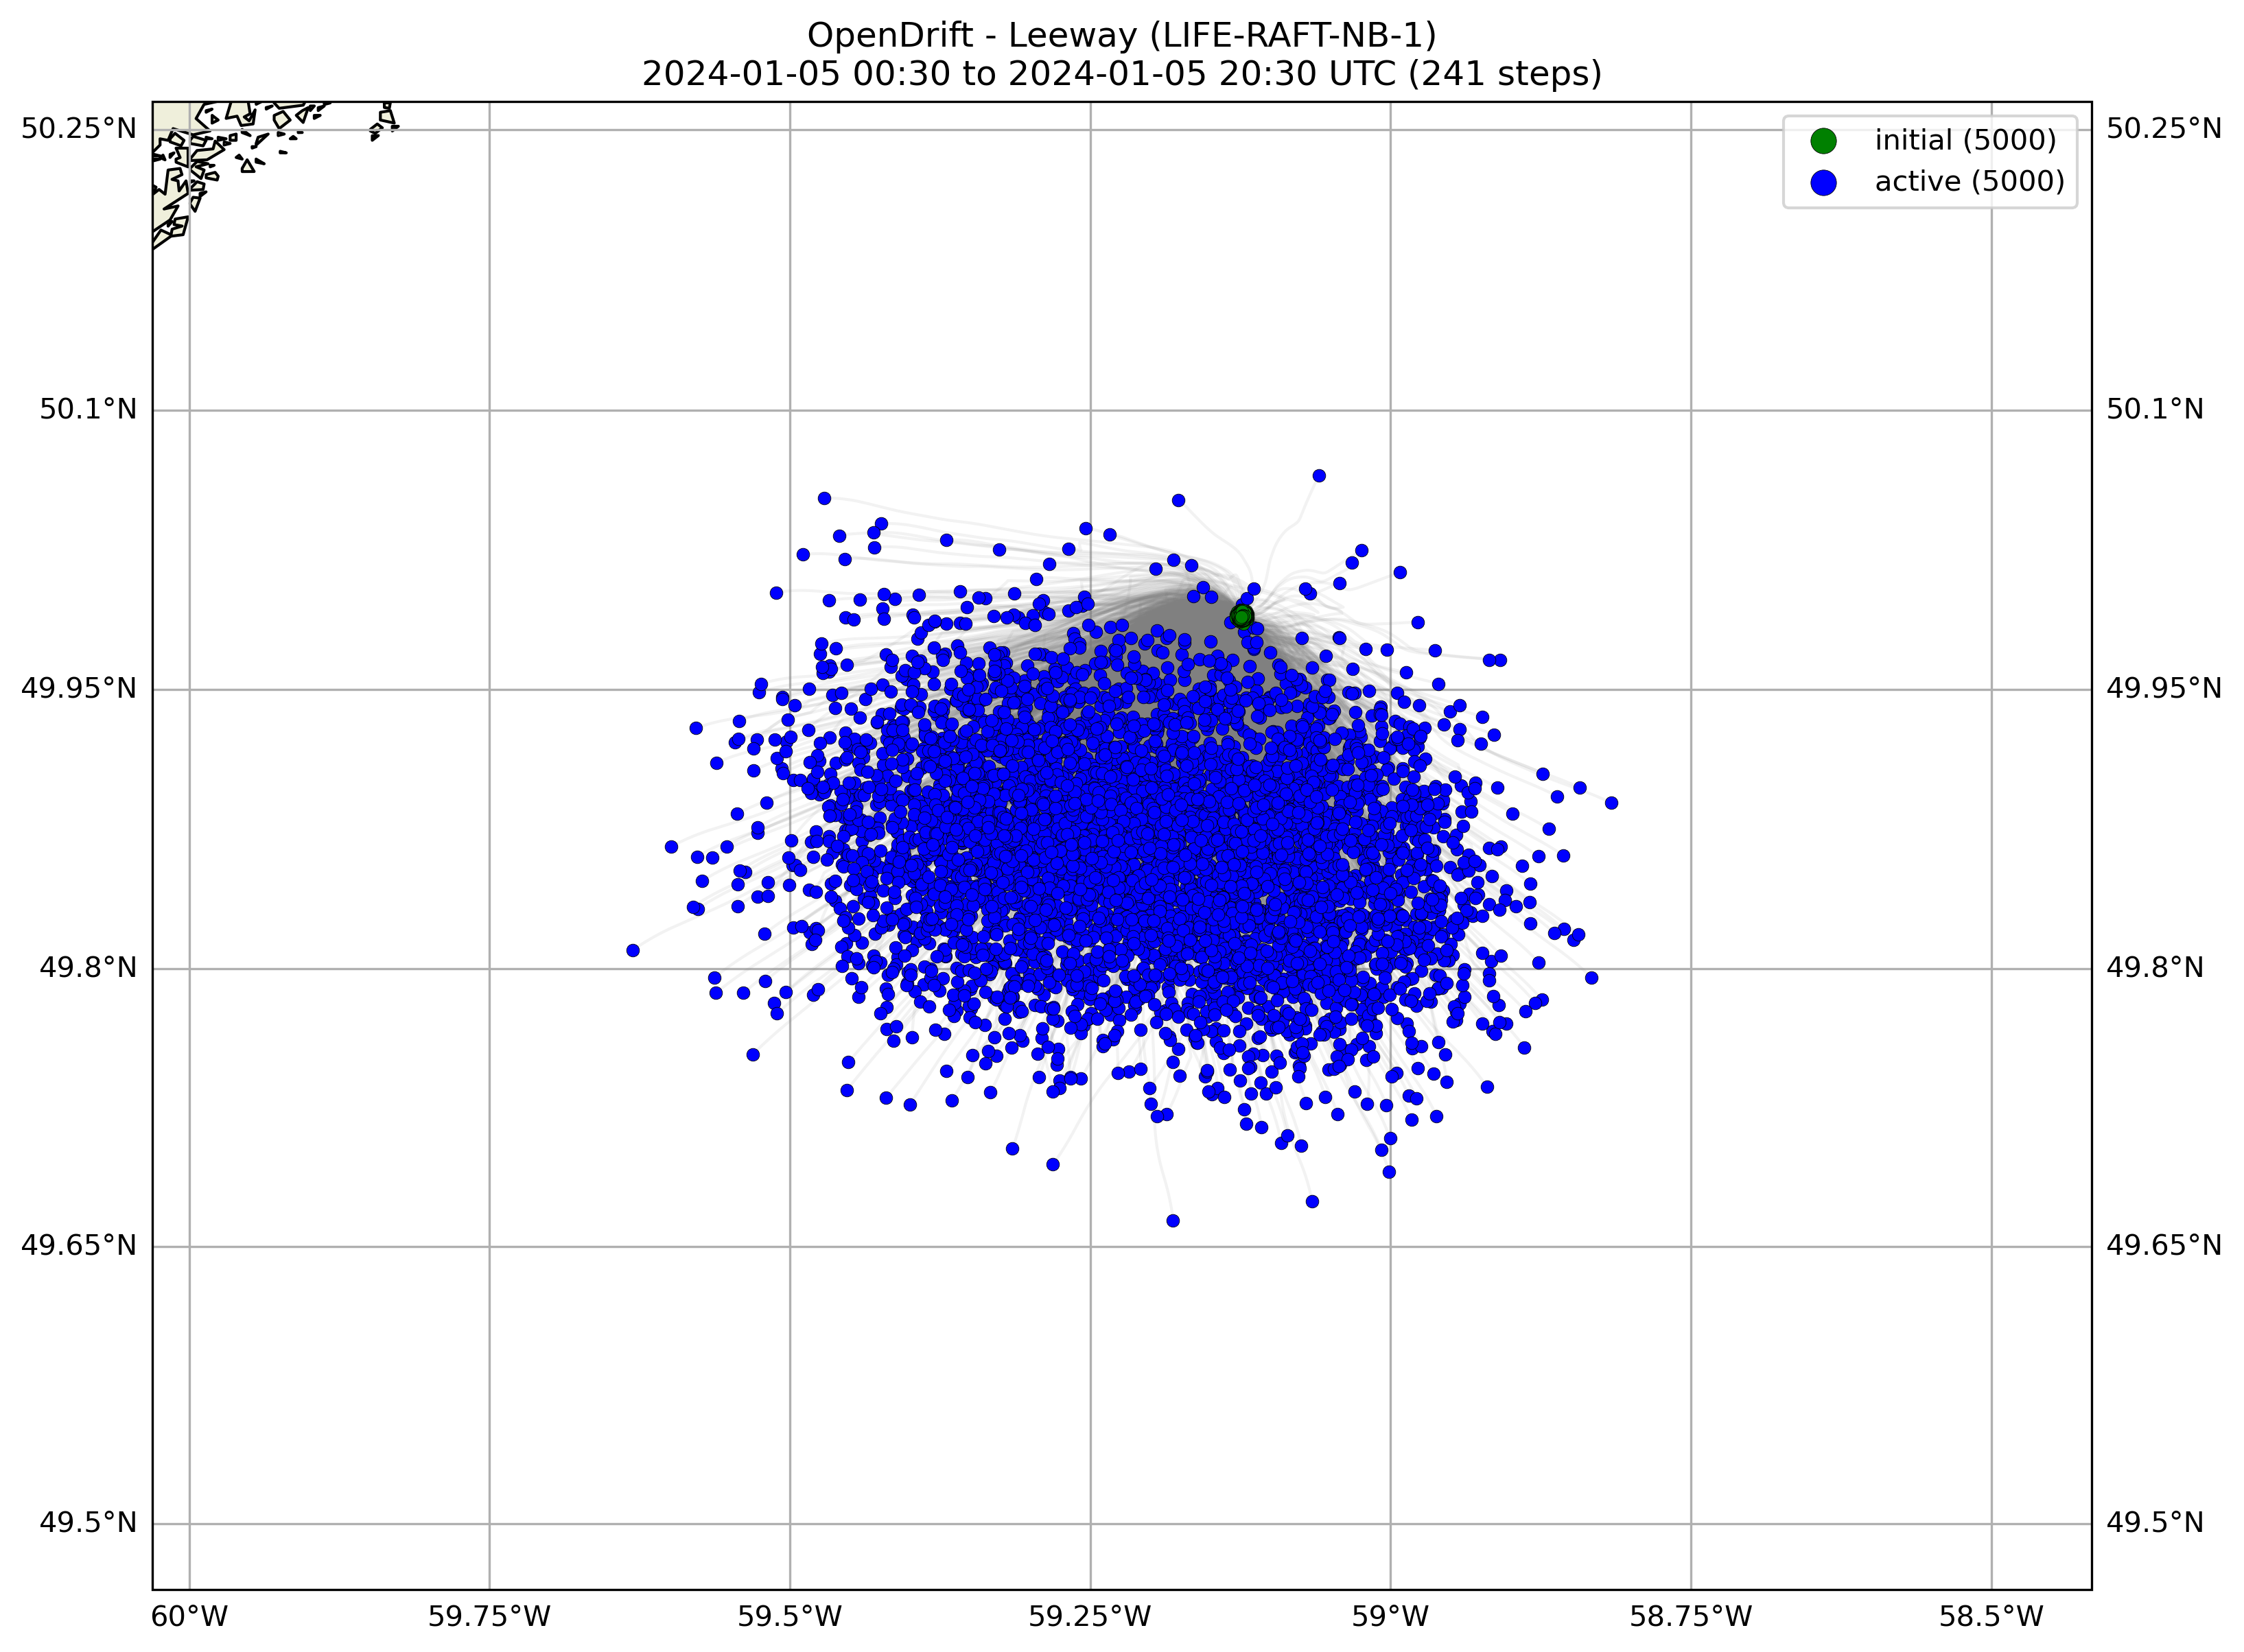 OpenDrift - Leeway (LIFE-RAFT-NB-1)
2024-01-05 00:30 to 2024-01-05 20:30 UTC (241 steps)
initial (5000)
active (5000)
50.25°N
50.25°N
50.1°N
50.1°N
49.95°N
49.95°N
49.8°N
49.8°N
49.65°N
49.65°N
49.5°N
49.5°N
60°W
59.75°W
59.5°W
59.25°W
59°W
58.75°W
58.5°W